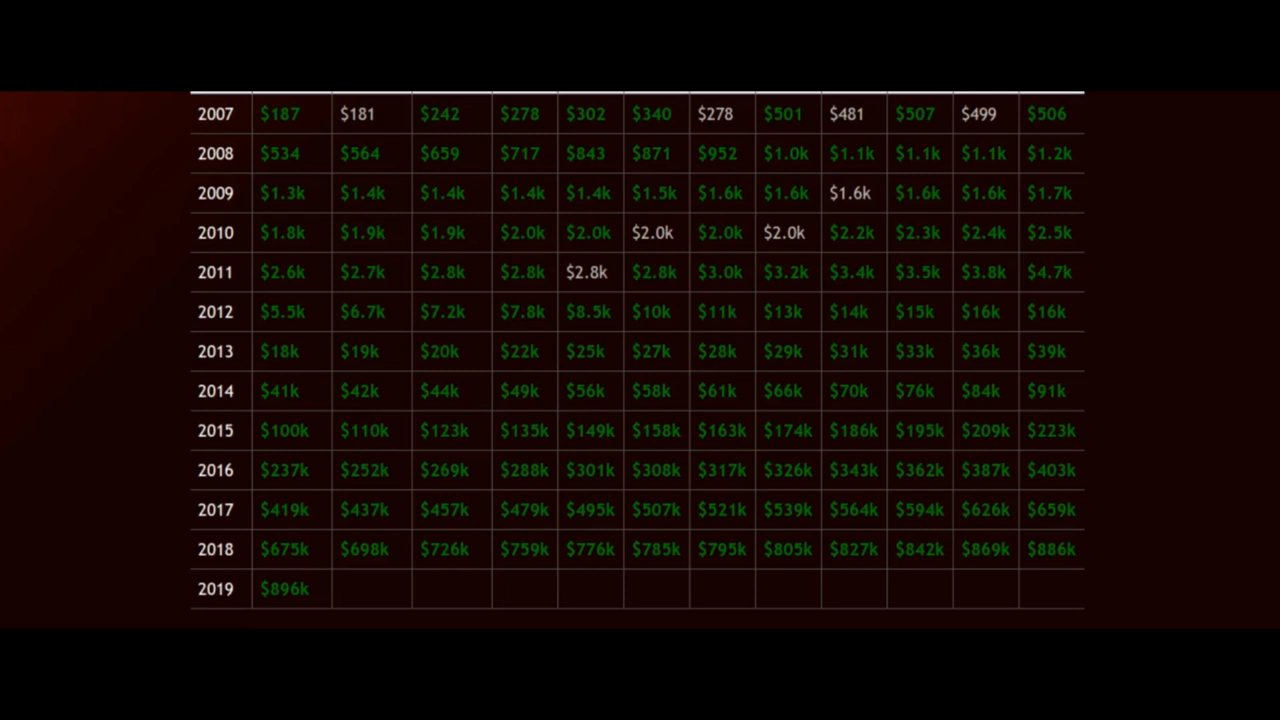 2007 $187 $181 $242 $278 $302 $340 $278 $501 $481 $507 $499 $506
2008 $534 $564 $659 $717 $843 $871 $952 $1.0k $1.1k $1.1k $1.1k $1.2k
2009 $1.3k $1.4k $1.4k $1.4k $1.4k $1.5k $1.6k $1.6k $1.6k $1.6k $1.6k $1.7k
2010 $1.8k $1.9k $1.9k $2.0k $2.0k $2.0k $2.0k $2.0k $2.2k $2.3k $2.4k $2.5k
2011 $2.6k $2.7k $2.8k $2.8k $2.8k $2.8k $3.0k $3.2k $3.4k $3.5k $3.8k $4.7k
2012 $5.5k $6.7k $7.2k $7.8k $8.5k $10k $11k $13k $14k $15k $16k $16k
2013 $18k $19k $20k $22k $25k $27k $28k $29k $31k $33k $36k $39k
2014 $41k $42k $44k $49k $56k $58k $61k $66k $70k $76k $84k $91k
2015 $100k $110k $123k $135k $149k $158k $163k $174k $186k $195k $209k $223k
2016 $237k $252k $269k $288k $301k $308k $317k $326k $343k $362k $387k $403k
2017 $419k $437k $457k $479k $495k $507k $521k $539k $564k $594k $626k $659k
2018 $675k $698k $726k $759k $776k $785k $795k $805k $827k $842k $869k $886k
2019 $896k